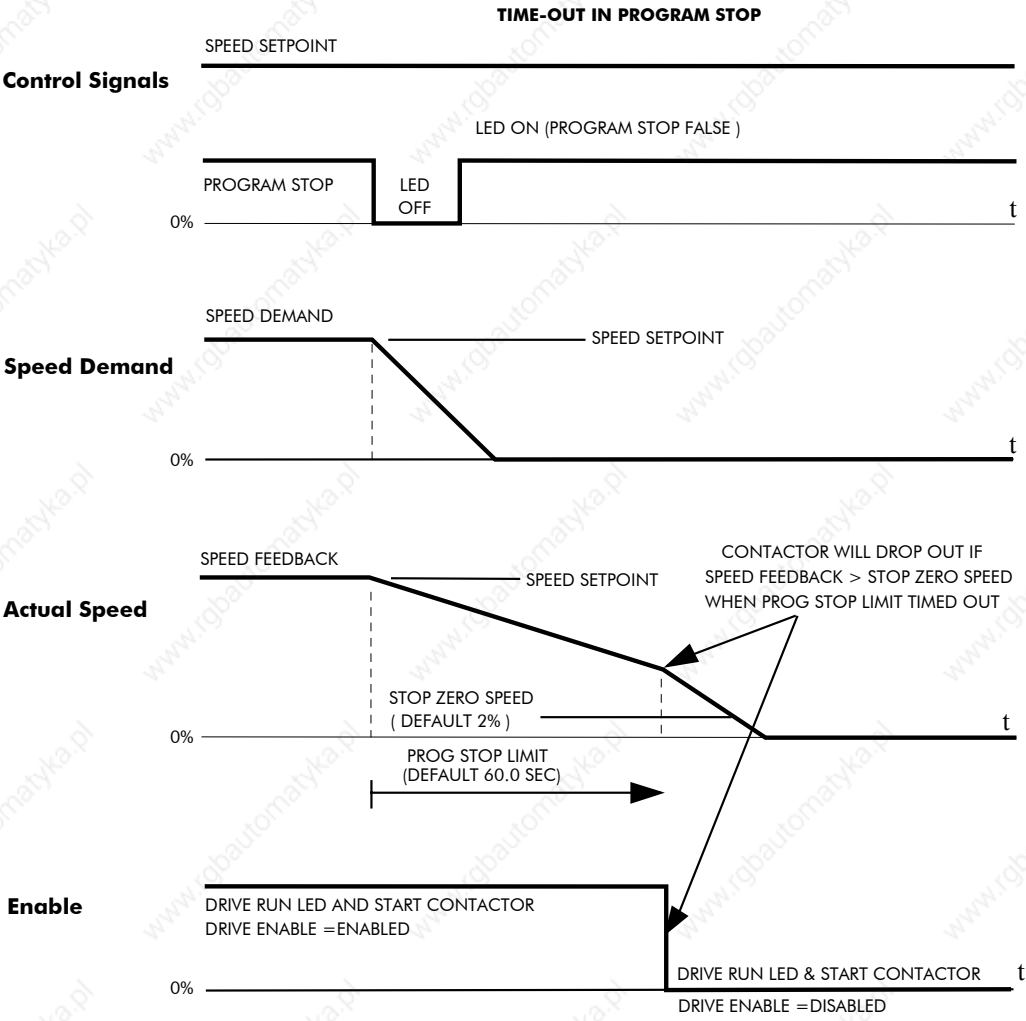 TIME-OUT IN PROGRAM STOP
SPEED SETPOINT
Control Signals
LED ON (PROGRAM STOP FALSE )
PROGRAM STOP
LED
OFF
0%
t
SPEED DEMAND
SPEED SETPOINT
Speed Demand
0%
t
SPEED FEEDBACK
SPEED SETPOINT
CONTACTOR WILL DROP OUT IF
SPEED FEEDBACK > STOP ZERO SPEED
WHEN PROG STOP LIMIT TIMED OUT
Actual Speed
STOP ZERO SPEED
( DEFAULT 2% )
0%
t
PROG STOP LIMIT
(DEFAULT 60.0 SEC)
Enable
DRIVE RUN LED AND START CONTACTOR
DRIVE ENABLE =ENABLED
0%
DRIVE RUN LED & START CONTACTOR
t
DRIVE ENABLE =DISABLED
www.rgbautomatyka.pl